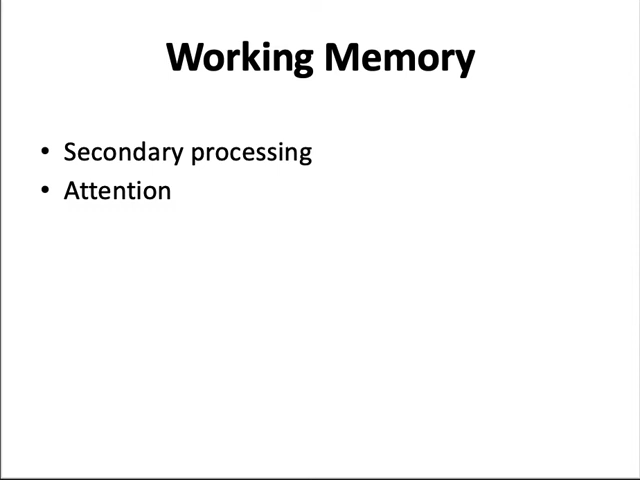 Working Memory
• Secondary processing
• Attention